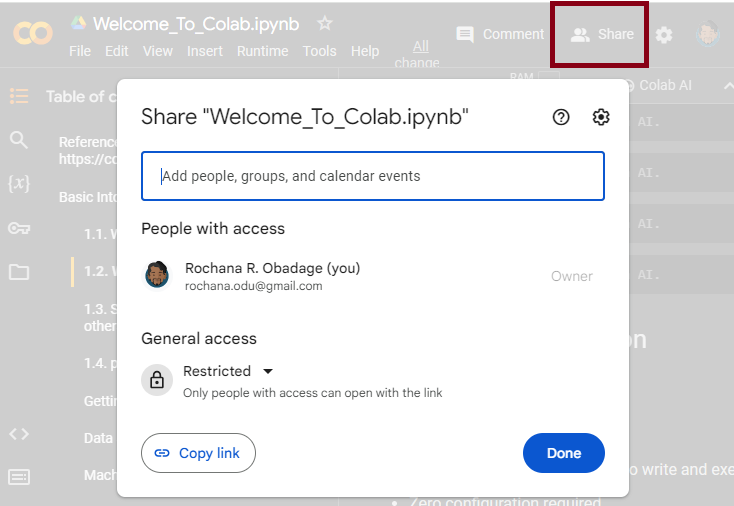 Welcome_To_Colab.ipynb
File Edit View Insert Runtime Tools Help All
change
Comment
Share
RAM
Colab AI
Table of c
Share "Welcome_To_Colab.ipynb"
AI.
Reference
https://co
Add people, groups, and calendar events
AI.
{x}
Basic Into
People with access
1.1. W
AI.
Rochana R. Obadage (you)
rochana.odu@gmail.com
Owner
1.2. W
AI.
1.3. S
other
General access
on
1.4. p
Restricted
Only people with access can open with the link
Gettin
Data
Copy link
Done
Mach
o write and exe
Zero configuration required